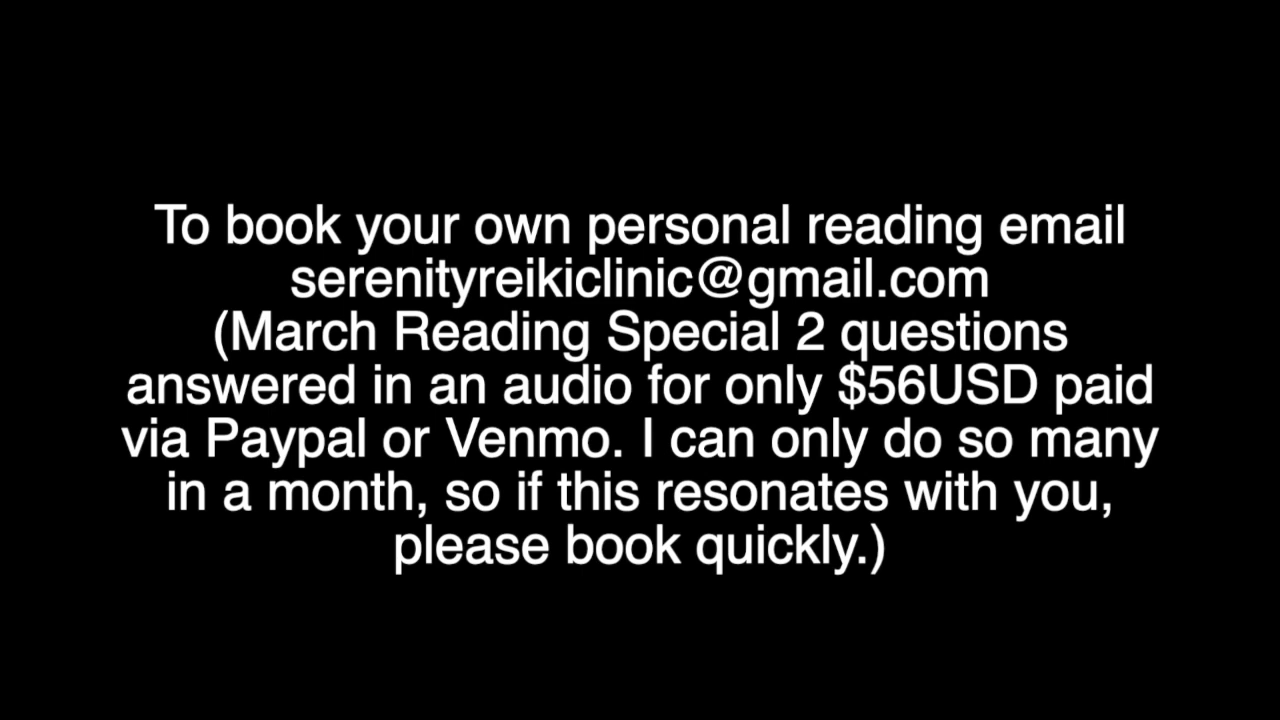 To book your own personal reading email
serenityreikiclinic@gmail.com
(March Reading Special 2 questions
answered in an audio for only $56USD paid
via Paypal or Venmo. I can only do so many
in a month, so if this resonates with you,
please book quickly.)